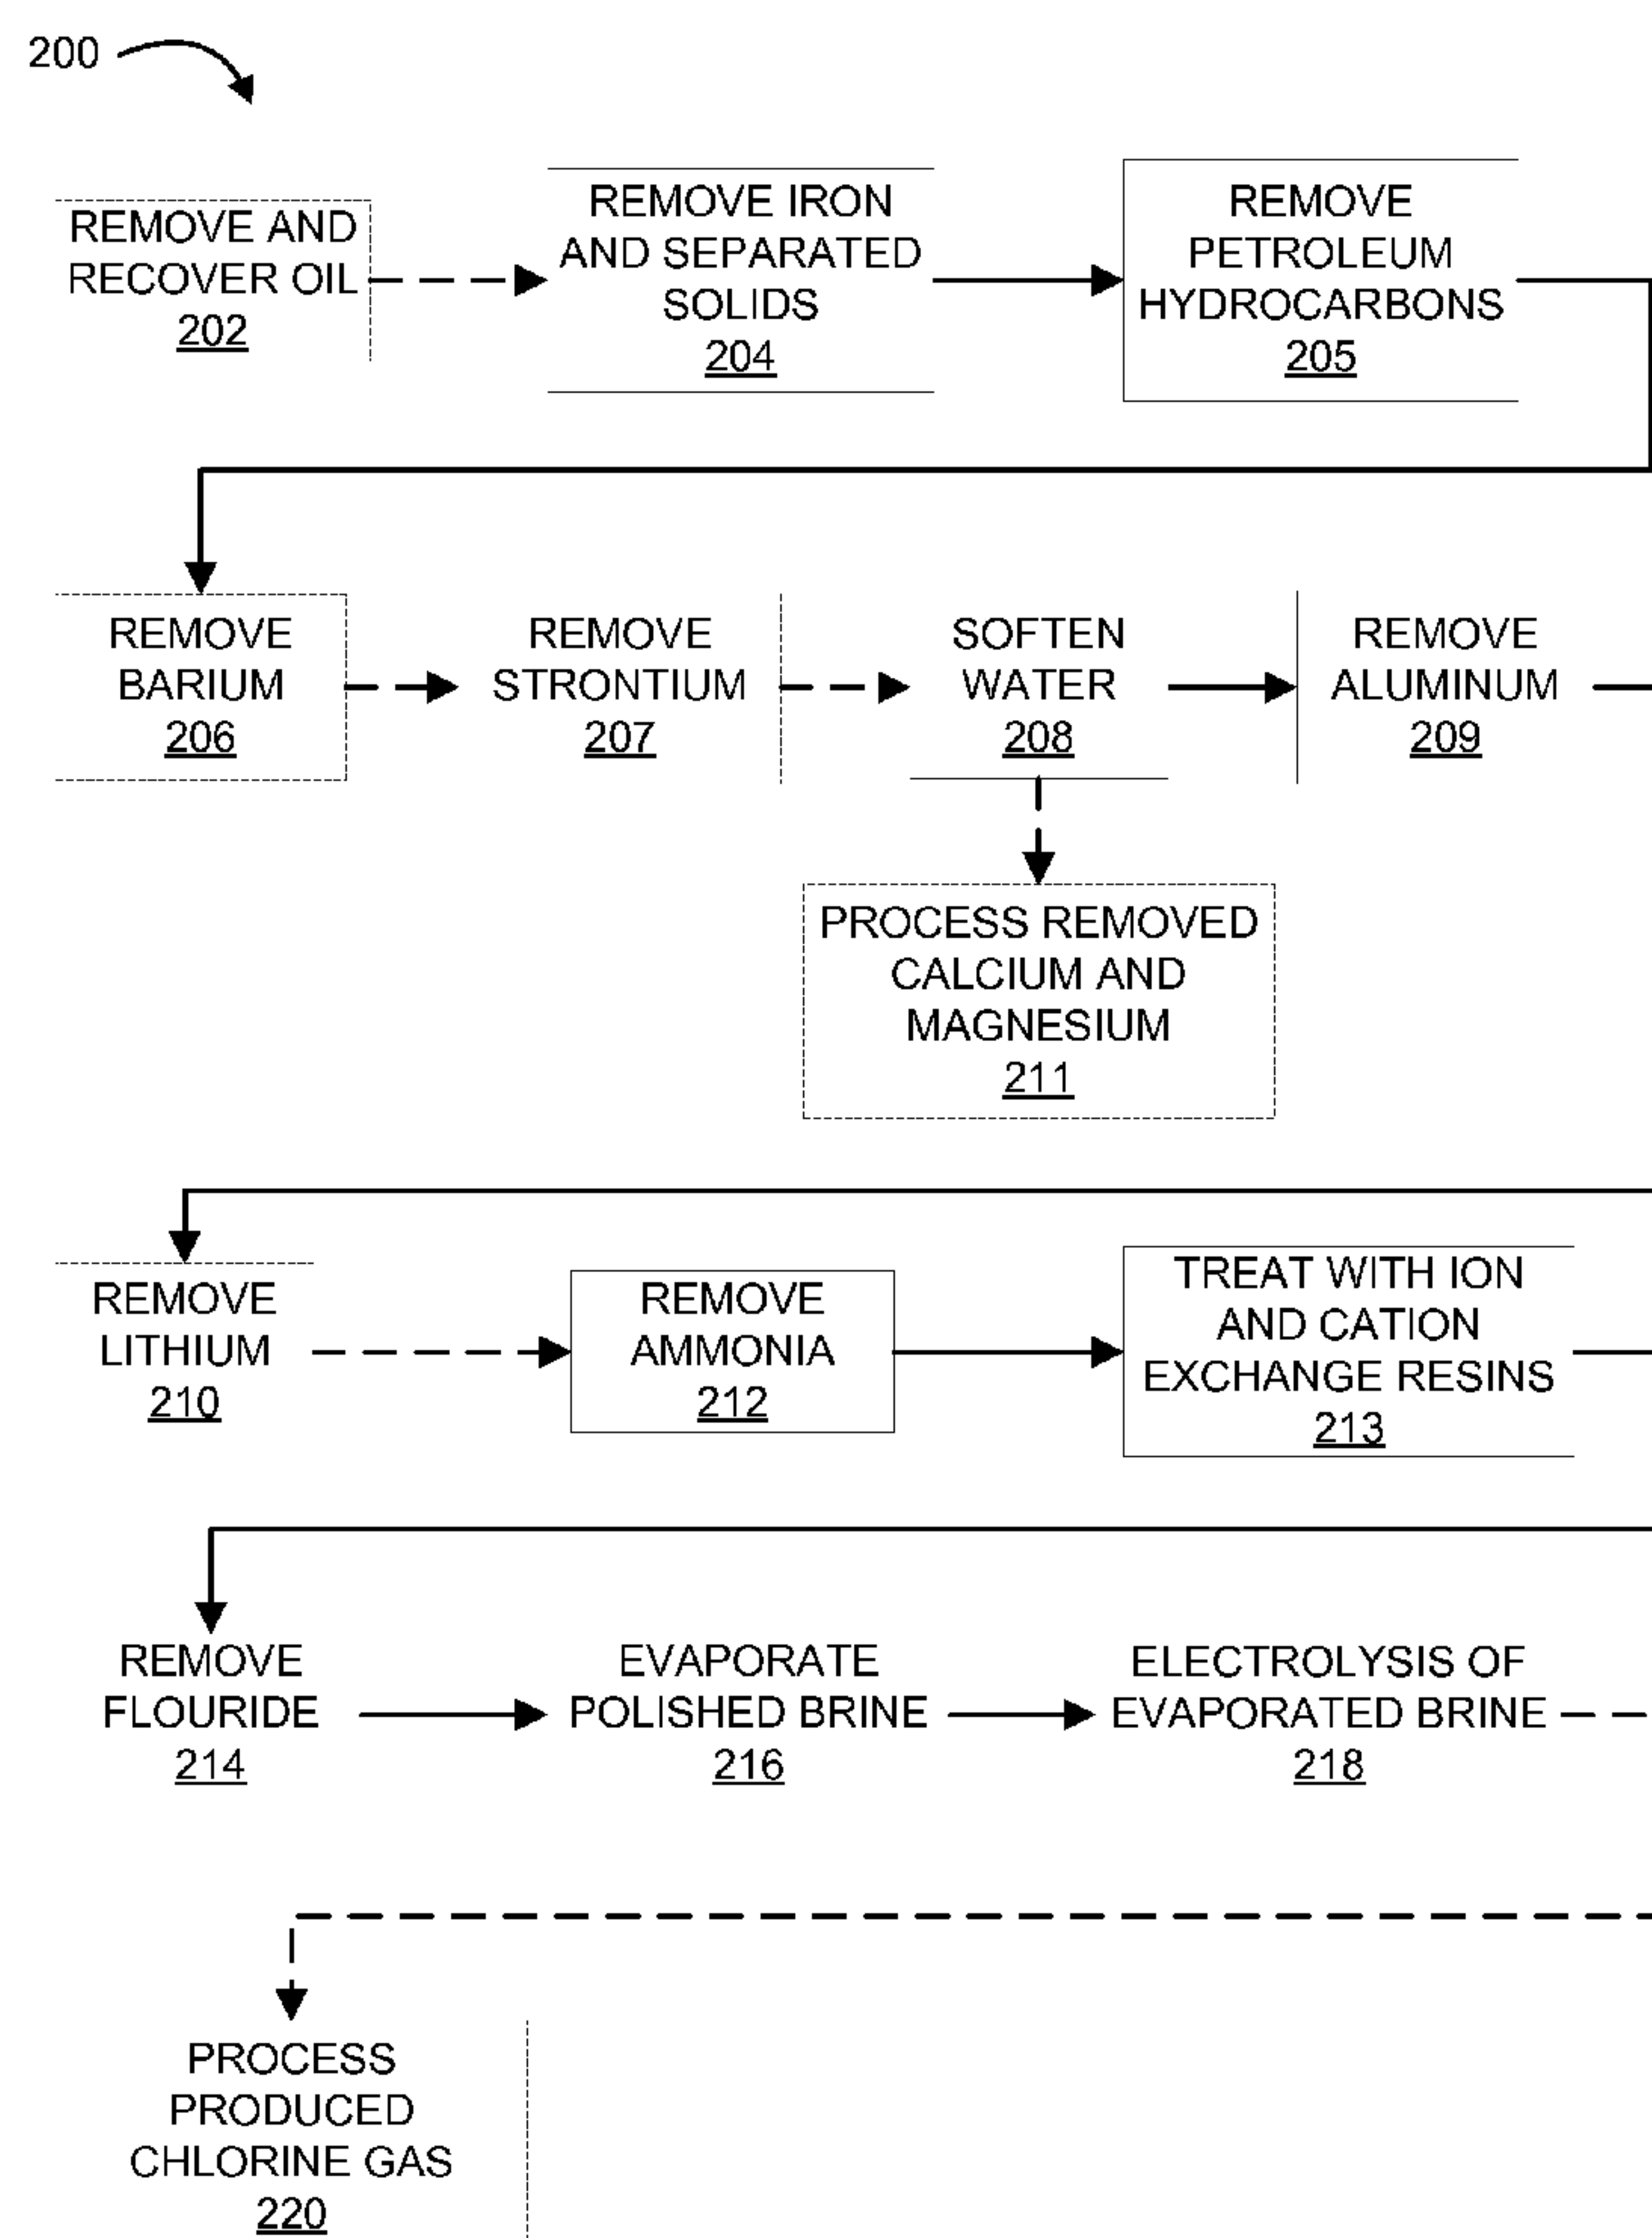 200
REMOVE AND
RECOVER OIL
202
REMOVE IRON
AND SEPARATED
SOLIDS
204
REMOVE
PETROLEUM
HYDROCARBONS
205
REMOVE
BARIUM
206
REMOVE
STRONTIUM
207
SOFTEN
WATER
208
REMOVE
ALUMINUM
209
PROCESS REMOVED
CALCIUM AND
MAGNESIUM
211
REMOVE
LITHIUM
210
REMOVE
AMMONIA
212
TREAT WITH ION
AND CATION
EXCHANGE RESINS
213
REMOVE
FLOURIDE
214
EVAPORATE
POLISHED BRINE
216
ELECTROLYSIS OF
EVAPORATED BRINE
218
PROCESS
PRODUCED
CHLORINE GAS
220